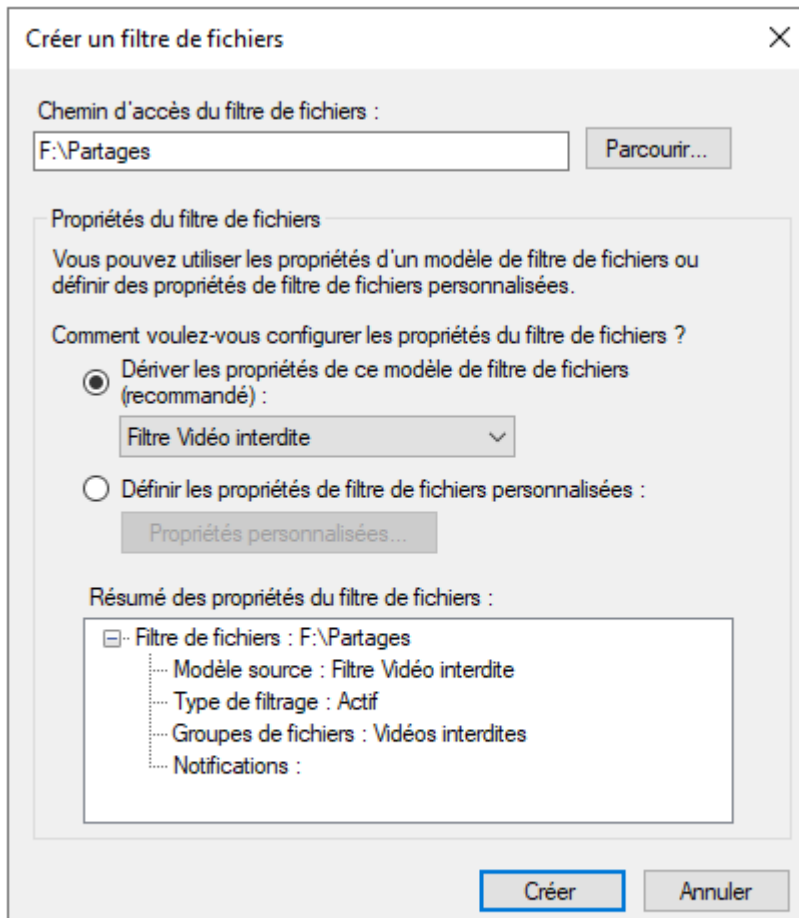 Créer un filtre de fichiers
Chemin d'accès du filtre de fichiers :
F:\Partages
Parcourir...
Propriétés du filtre de fichiers
Vous pouvez utiliser les propriétés d'un modèle de filtre de fichiers ou
définir des propriétés de filtre de fichiers personnalisées.
Comment voulez-vous configurer les propriétés du filtre de fichiers ?
Dériver les propriétés de ce modèle de filtre de fichiers
(recommandé) :
Filtre Vidéo interdite
Définir les propriétés de filtre de fichiers personnalisées :
Propriétés personnalisées...
Résumé des propriétés du filtre de fichiers :
Filtre de fichiers : F:\Partages
Modèle source : Filtre Vidéo interdite
Type de filtrage : Actif
Groupes de fichiers : Vidéos interdites
Notifications :
Créer
Annuler